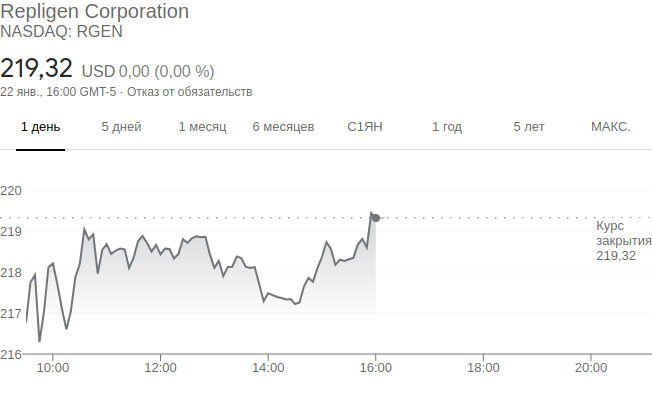 Repligen Corporation
NASDAQ: RGEN
219,32 USD 0,00 (0,00 %)
22 янв., 16:00 GMT-5 · Отказ от обязательств
1 день 5 дней 1 месяц 6 месяцев С1ЯН 1 год 5 лет МАКС.
220
219
218
217
216
Курс
закрытия
219,32
10:00 12:00 14:00 16:00 18:00 20:00